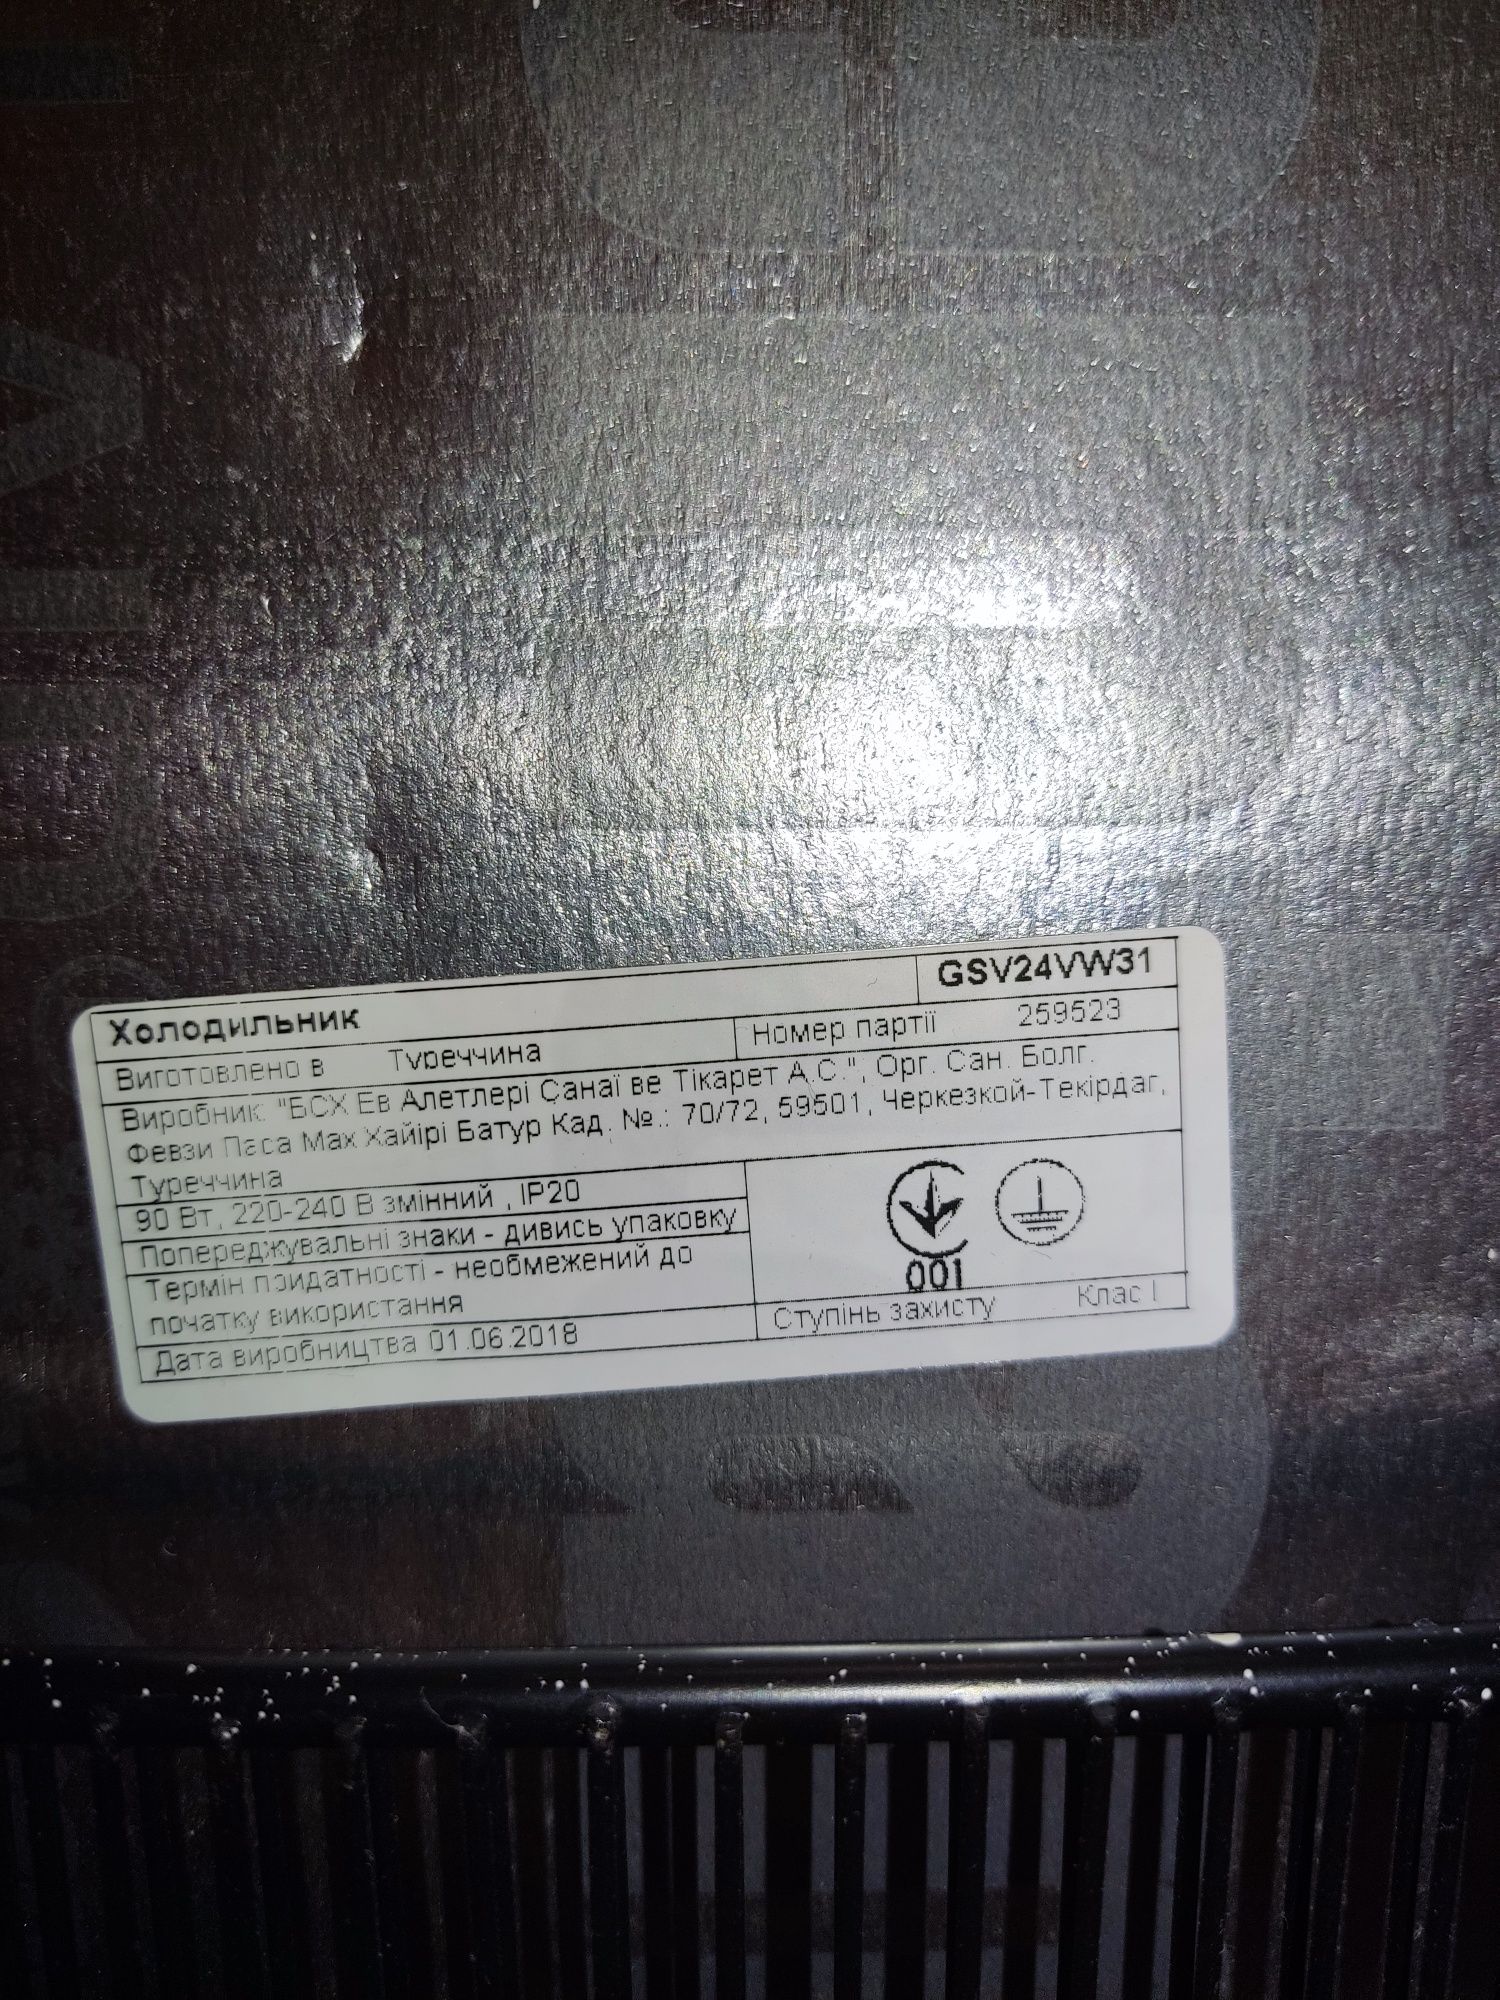 Холодильник GSV24VW31
Виготовлено в Туреччина Номер партії 259523
Виробник: "БСХ Ев Алетлері Санаї ве Тікарет А.С.", Орг. Сан. Болг.
Февзи Паса Мах Хайірі Батур Кад. №.: 70/72, 59501, Черкезкой-Текірдаг,
Туреччина
90 Вт, 220-240 В змінний , IP20
Попереджувальні знаки - дивись упаковку
Термін придатності - необмежений до
початку використання
Дата виробництва 01.06.2018
001
Ступінь захисту Клас I